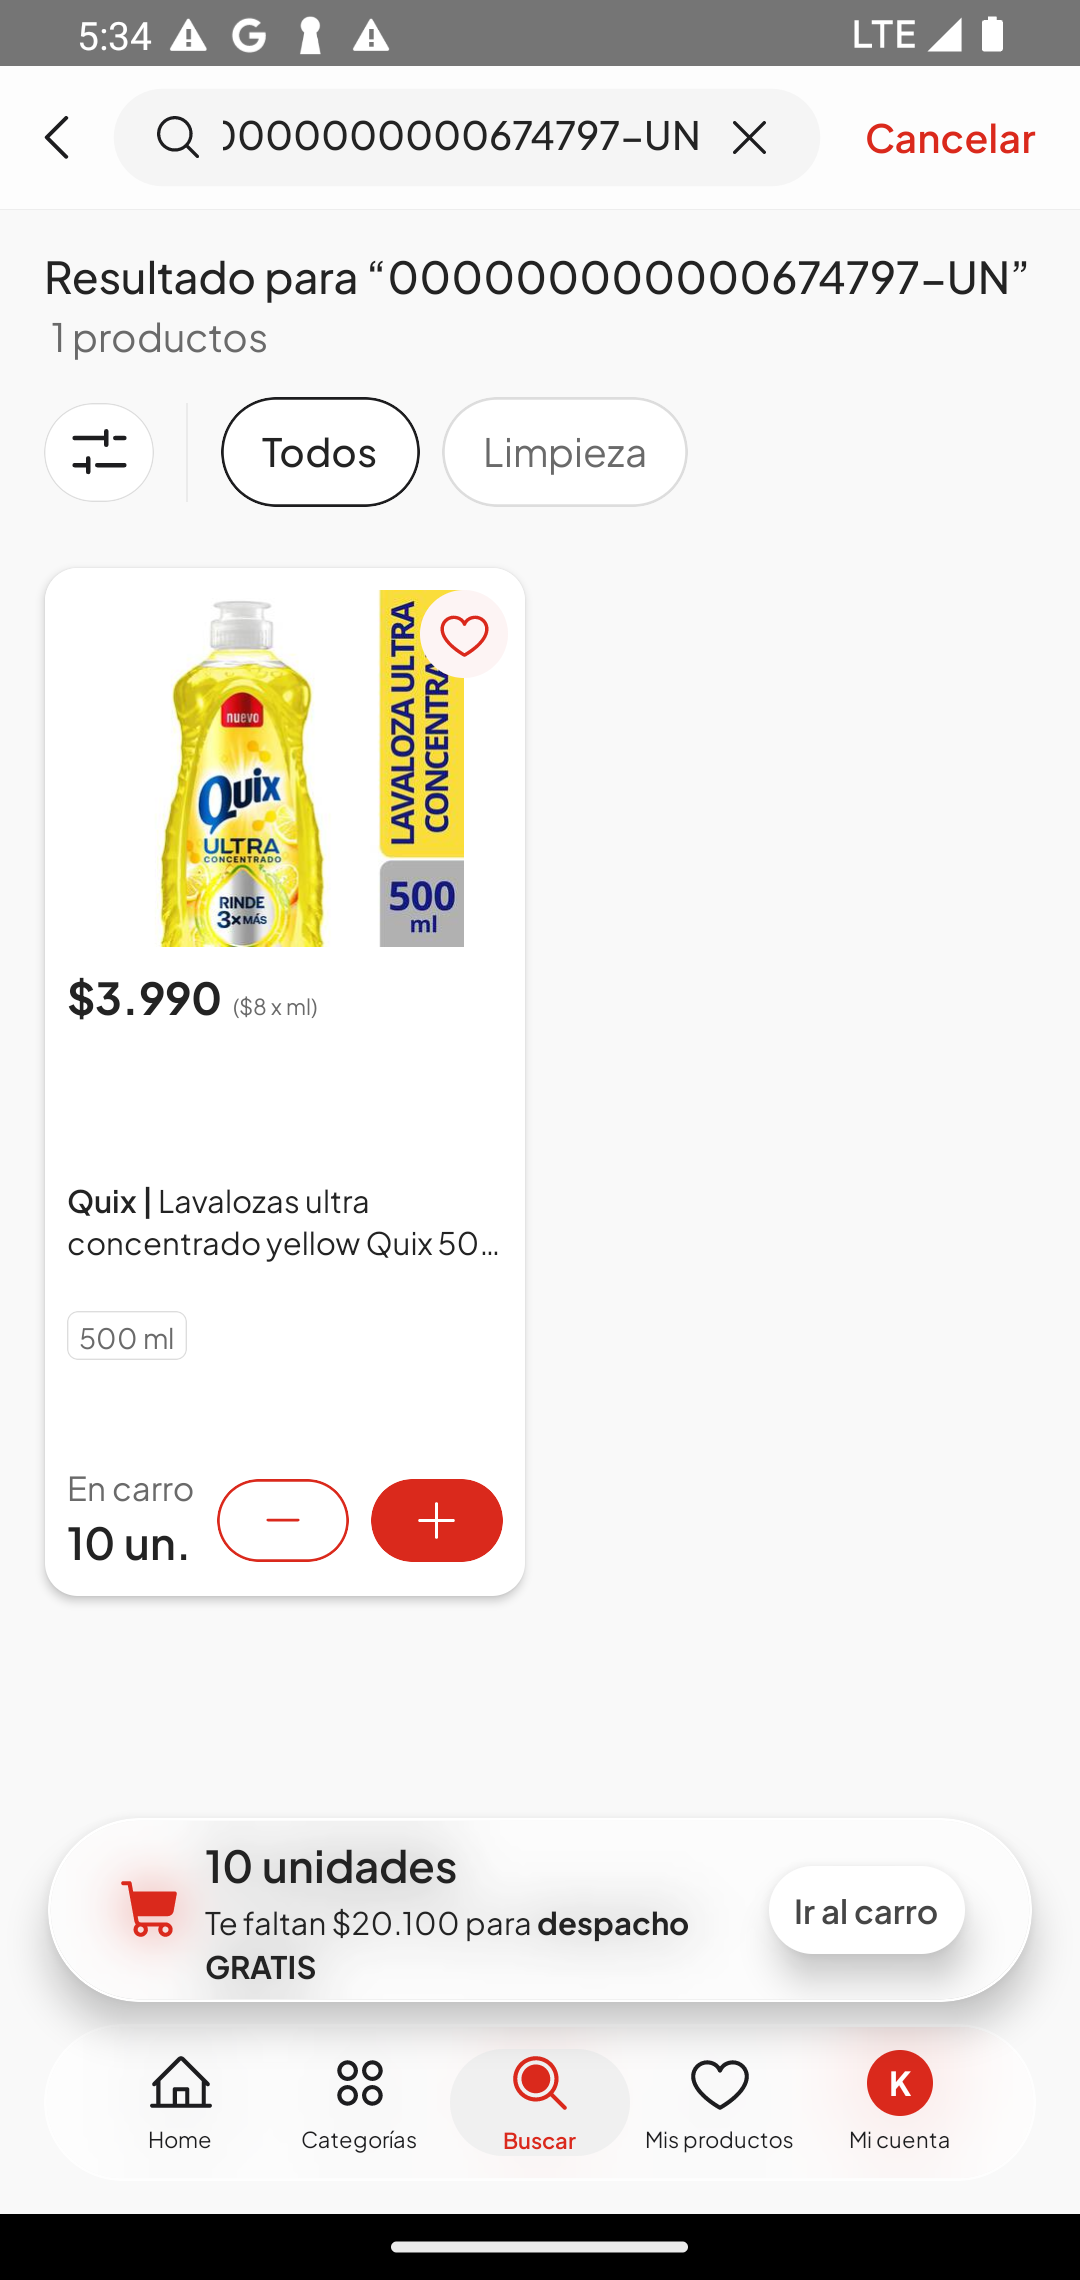 5:34
LTE
000000000674797-UN
Cancelar
Resultado para “000000000000674797-UN”
1 productos
Todos
Limpieza
nuevo
Quix
ULTRA
CONCENTRADO
RINDE
3x MÁS
LAVALOZA ULTRA
CONCENTRA
500
ml
$3.990 ($8 x ml)
Quix | Lavalozas ultra
concentrado yellow Quix 50...
500 ml
En carro
10 un.
10 unidades
Te faltan $20.100 para despacho
GRATIS
Ir al carro
Home
Categorías
Buscar
Mis productos
K
Mi cuenta